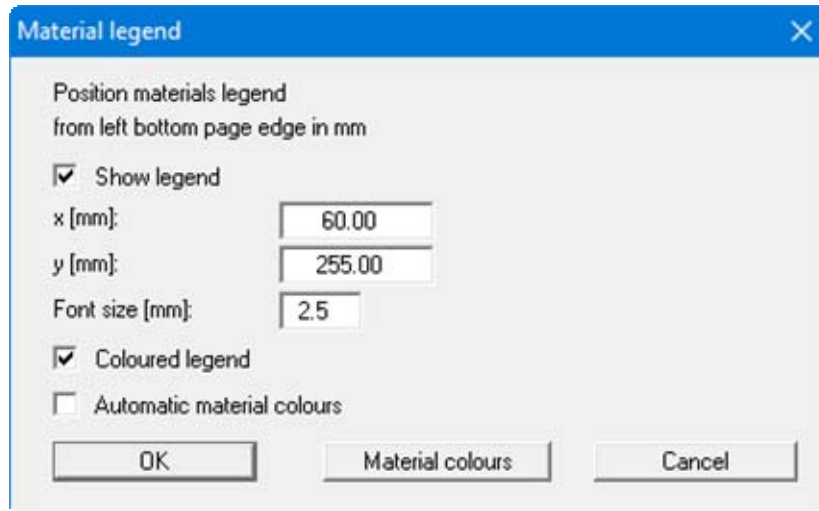 Material legend
Position materials legend
from left bottom page edge in mm
Show legend
x [mm]: 60.00
y [mm]: 255.00
Font size [mm]: 2.5
Coloured legend
Automatic material colours
OK Material colours Cancel